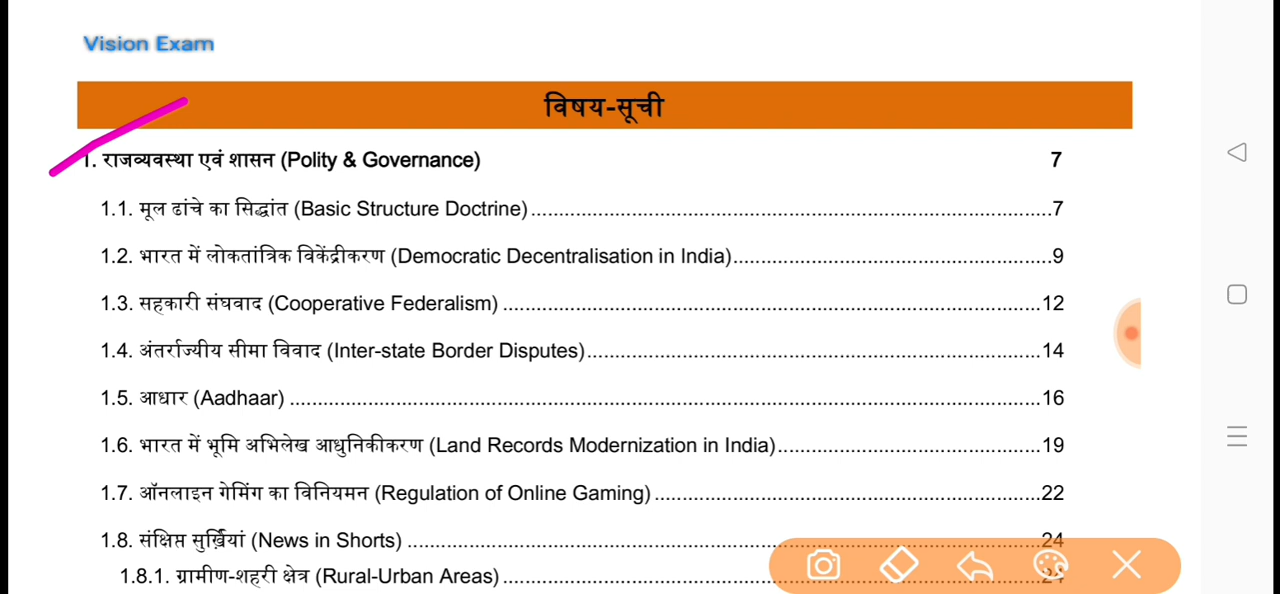 Vision Exam
विषय-सूची
1. राजव्यवस्था एवं शासन (Polity & Governance) 7
1.1. मूल ढांचे का सिद्धांत (Basic Structure Doctrine)..........7
1.2. भारत में लोकतांत्रिक विकेंद्रीकरण (Democratic Decentralisation in India)..........9
1.3. सहकारी संघवाद (Cooperative Federalism)..........12
1.4. अंतर्राज्यीय सीमा विवाद (Inter-state Border Disputes)..........14
1.5. आधार (Aadhaar)..........16
1.6. भारत में भूमि अभिलेख आधुनिकीकरण (Land Records Modernization in India)..........19
1.7. ऑनलाइन गेमिंग का विनियमन (Regulation of Online Gaming)..........22
1.8. संक्षिप्त सुर्ख़ियां (News in Shorts)..........24
1.8.1. ग्रामीण-शहरी क्षेत्र (Rural-Urban Areas)..........24